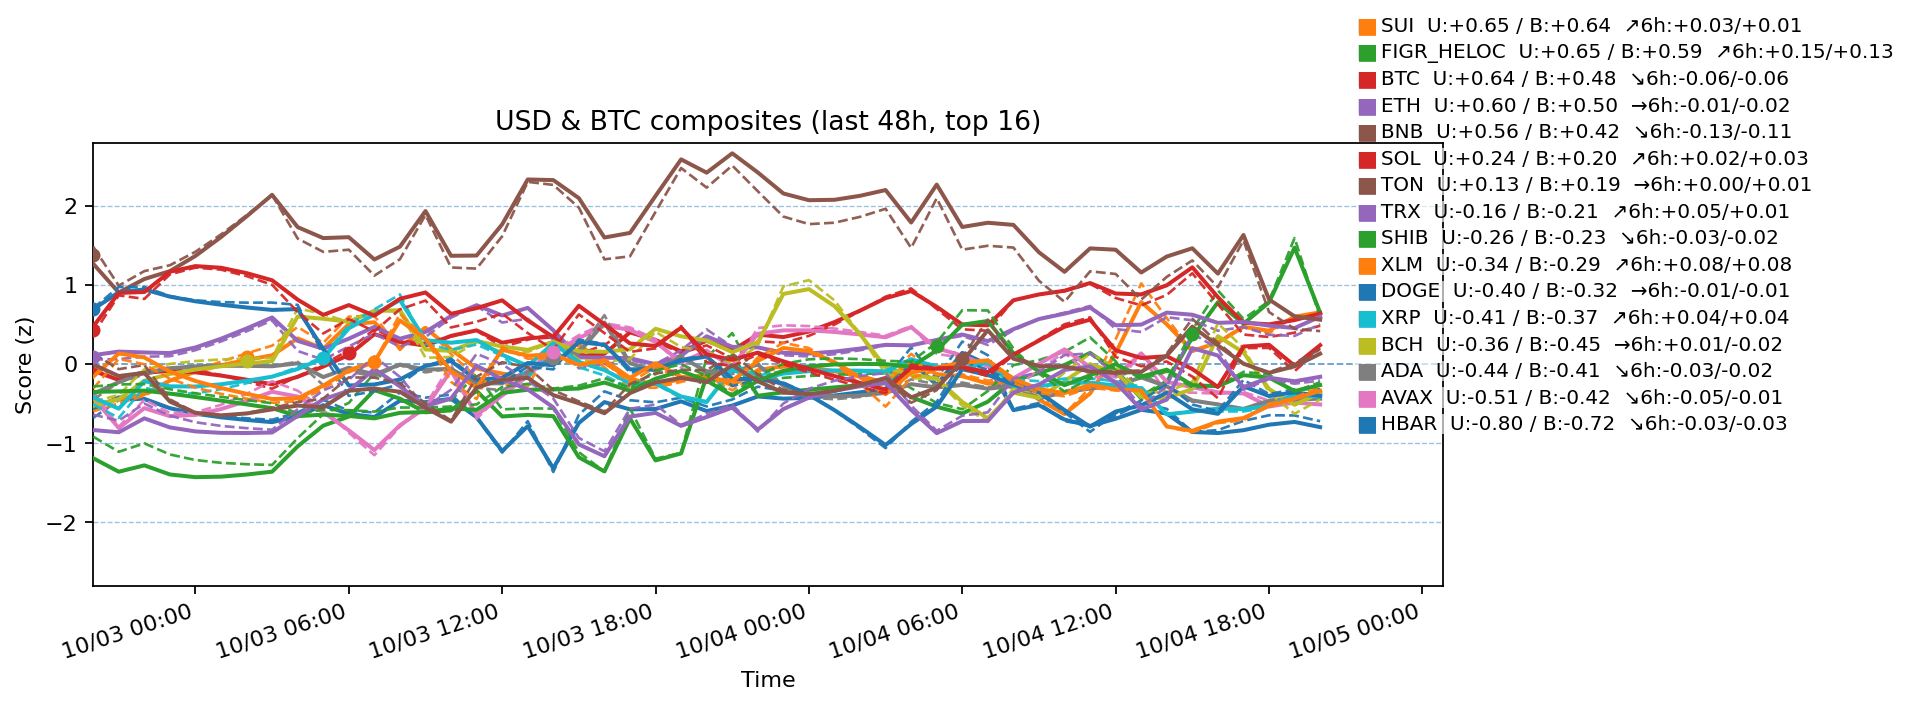 SUI  U:+0.65 / B:+0.64  ↗6h:+0.03/+0.01
FIGR_HELOC  U:+0.65 / B:+0.59  ↗6h:+0.15/+0.13
BTC  U:+0.64 / B:+0.48  ↘6h:-0.06/-0.06
ETH  U:+0.60 / B:+0.50  →6h:-0.01/-0.02
BNB  U:+0.56 / B:+0.42  ↘6h:-0.13/-0.11
SOL  U:+0.24 / B:+0.20  ↗6h:+0.02/+0.03
TON  U:+0.13 / B:+0.19  →6h:+0.00/+0.01
TRX  U:-0.16 / B:-0.21  ↗6h:+0.05/+0.01
SHIB  U:-0.26 / B:-0.23  ↘6h:-0.03/-0.02
XLM  U:-0.34 / B:-0.29  ↗6h:+0.08/+0.08
DOGE  U:-0.40 / B:-0.32  →6h:-0.01/-0.01
XRP  U:-0.41 / B:-0.37  ↗6h:+0.04/+0.04
BCH  U:-0.36 / B:-0.45  →6h:+0.01/-0.02
ADA  U:-0.44 / B:-0.41  ↘6h:-0.03/-0.02
AVAX  U:-0.51 / B:-0.42  ↘6h:-0.05/-0.01
HBAR  U:-0.80 / B:-0.72  ↘6h:-0.03/-0.03
USD & BTC composites (last 48h, top 16)
Score (z)
2
1
0
−1
−2
10/03 00:00
10/03 06:00
10/03 12:00
10/03 18:00
10/04 00:00
10/04 06:00
10/04 12:00
10/04 18:00
10/05 00:00
Time